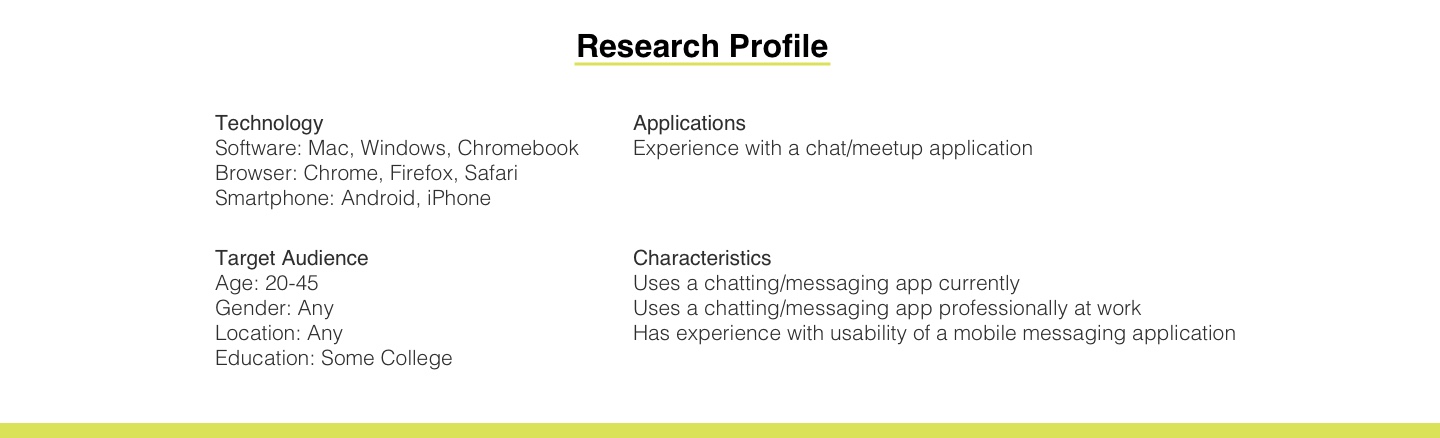 Research Profile
Technology
Software: Mac, Windows, Chromebook
Browser: Chrome, Firefox, Safari
Smartphone: Android, iPhone
Applications
Experience with a chat/meetup application
Target Audience
Age: 20-45
Gender: Any
Location: Any
Education: Some College
Characteristics
Uses a chatting/messaging app currently
Uses a chatting/messaging app professionally at work
Has experience with usability of a mobile messaging application